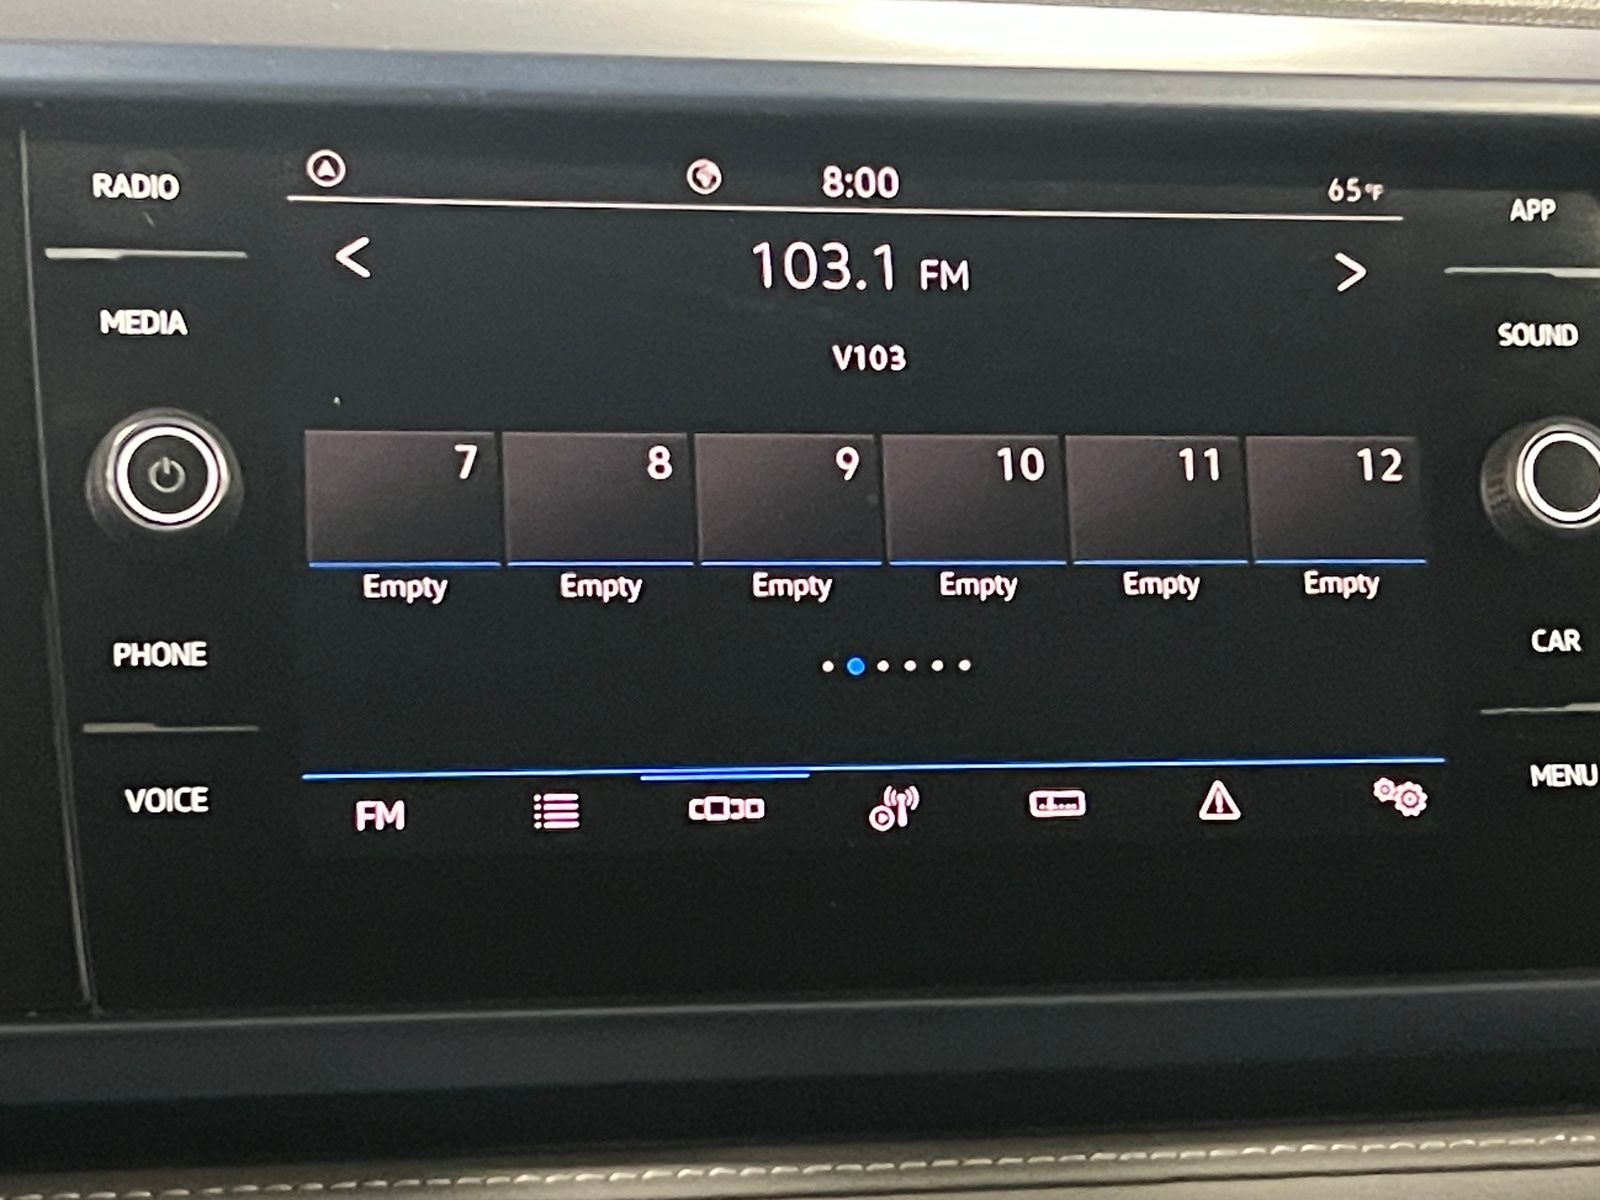 RADIO
MEDIA
PHONE
VOICE
8:00
65°F
< 103.1 FM >
V103
7 8 9 10 11 12
Empty Empty Empty Empty Empty Empty
FM
APP
SOUND
CAR
MENU